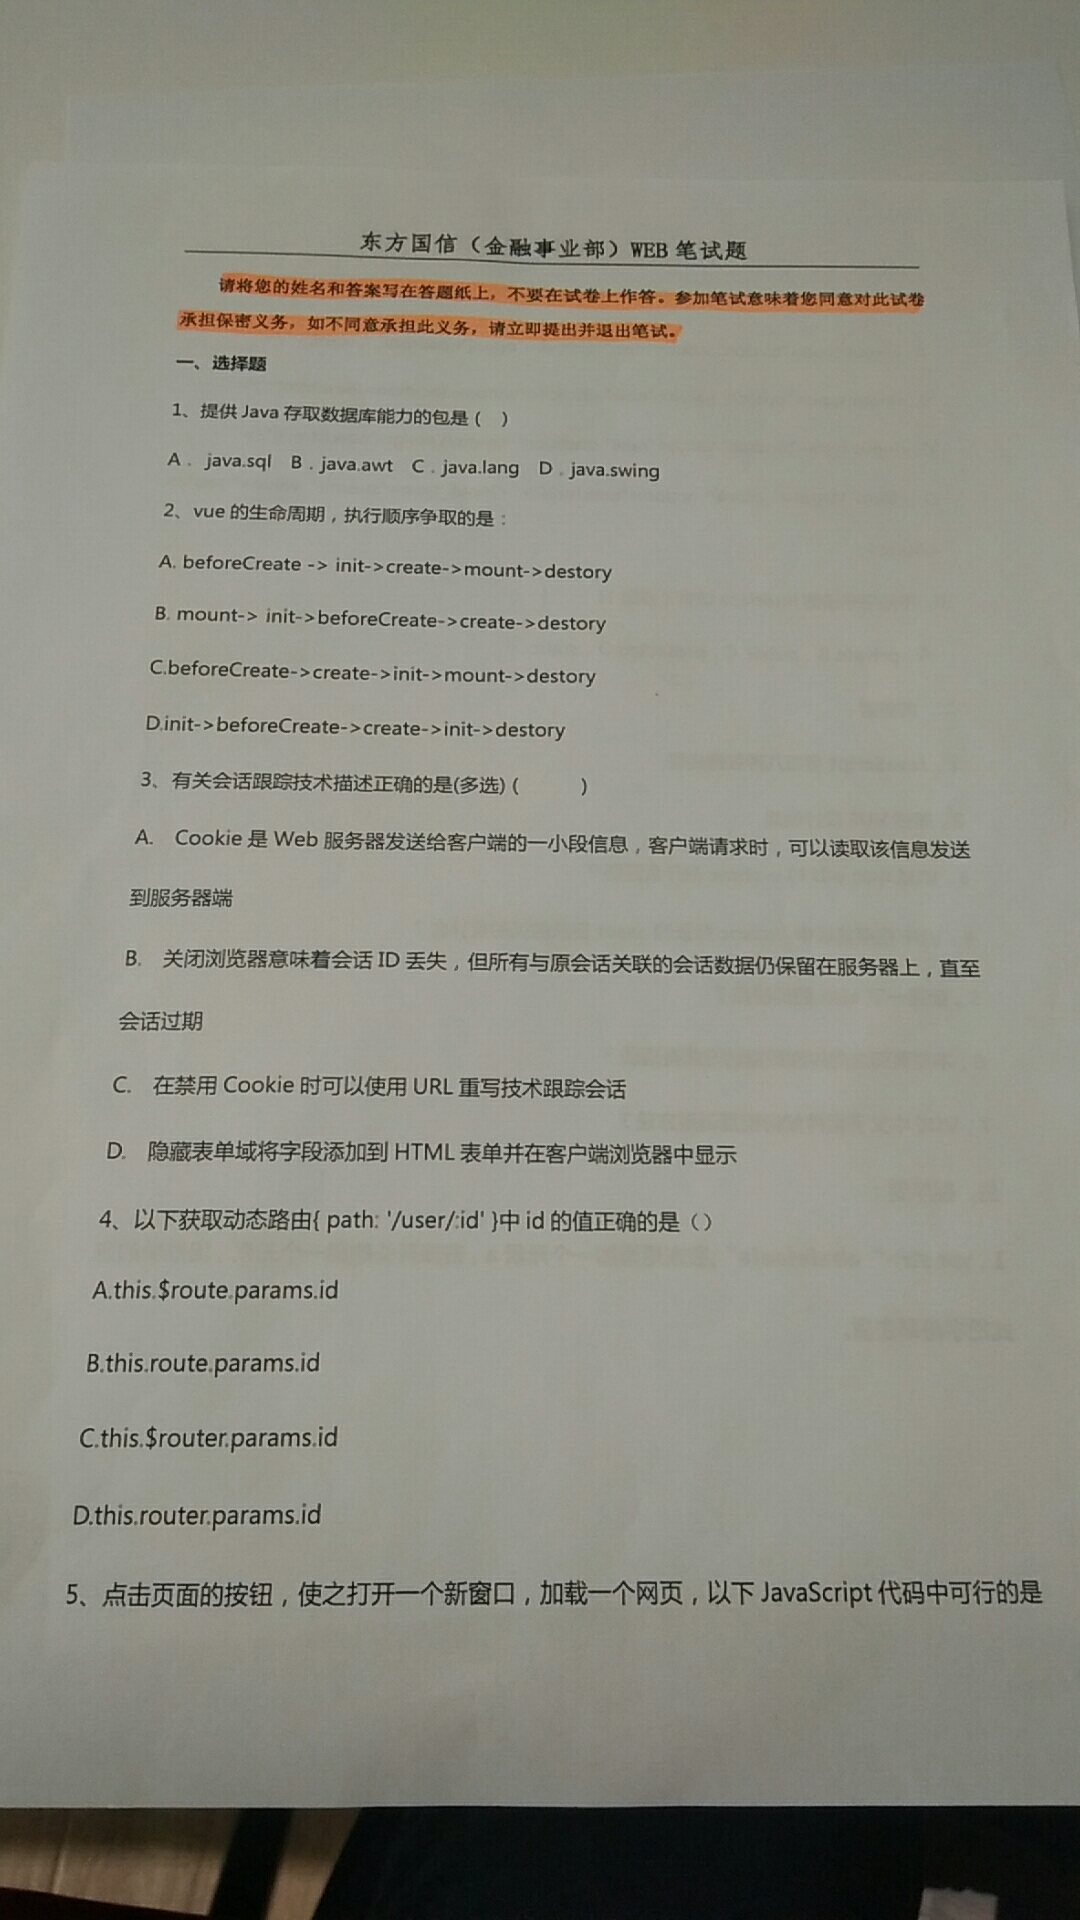 东方国信（金融事业部）WEB 笔试题
请将您的姓名和答案写在答题纸上，不要在试卷上作答。参加笔试意味着您同意对此试卷
承担保密义务，如不同意承担此义务，请立即提出并退出笔试。
一、选择题
1、提供 Java 存取数据库能力的包是（ ）
A．java.sql B．java.awt C．java.lang D．java.swing
2、vue 的生命周期，执行顺序争取的是：
A. beforeCreate -> init->create->mount->destory
B. mount-> init->beforeCreate->create->destory
C.beforeCreate->create->init->mount->destory
D.init->beforeCreate->create->init->destory
3、有关会话跟踪技术描述正确的是(多选)（ ）
A. Cookie 是 Web 服务器发送给客户端的一小段信息，客户端请求时，可以读取该信息发送
到服务器端
B. 关闭浏览器意味着会话 ID 丢失，但所有与原会话关联的会话数据仍保留在服务器上，直至
会话过期
C. 在禁用 Cookie 时可以使用 URL 重写技术跟踪会话
D. 隐藏表单域将字段添加到 HTML 表单并在客户端浏览器中显示
4、以下获取动态路由{ path: '/user/:id' }中 id 的值正确的是（）
A.this.$route.params.id
B.this.route.params.id
C.this.$router.params.id
D.this.router.params.id
5、点击页面的按钮，使之打开一个新窗口，加载一个网页，以下 JavaScript 代码中可行的是